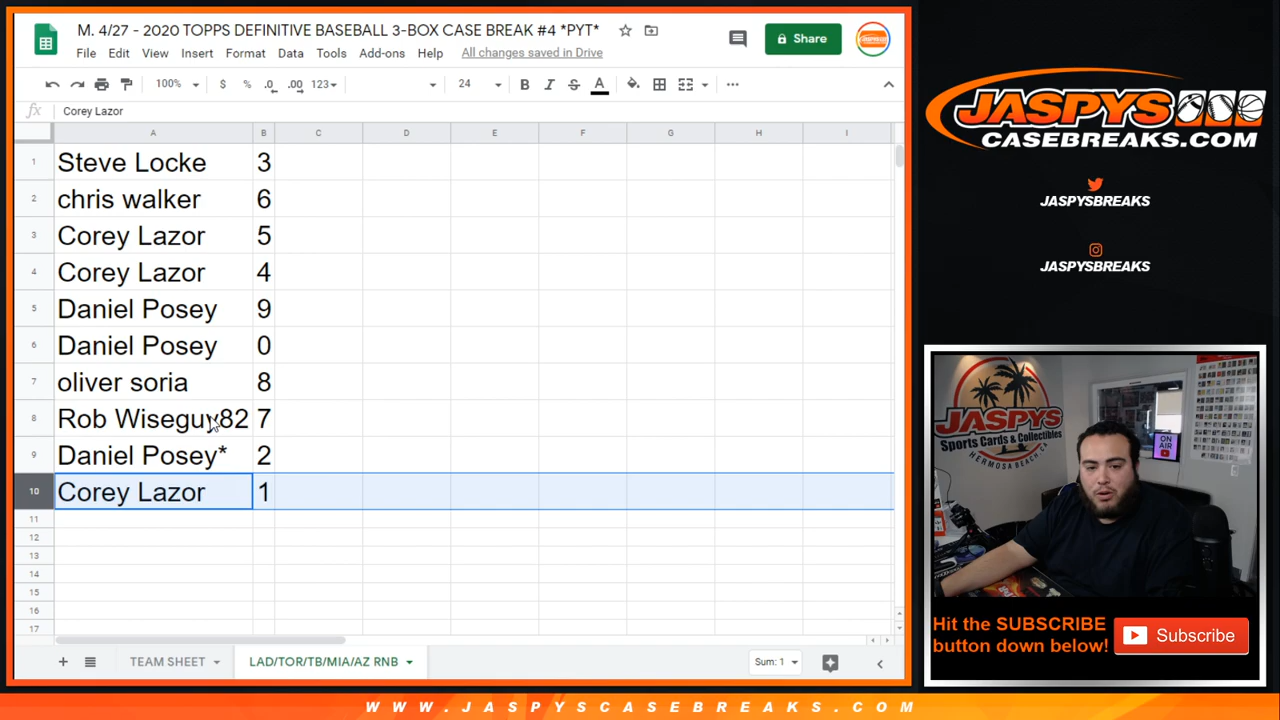 M. 4/27 - 2020 TOPPS DEFINITIVE BASEBALL 3-BOX CASE BREAK #4 *PYT*
File Edit View Insert Format Data Tools Add-ons Help All changes saved in Drive
Share
100% $ % .0 .00 123 24 B I S A
fx Corey Lazor
A B C D E F G H I
1 Steve Locke 3
2 chris walker 6
3 Corey Lazor 5
4 Corey Lazor 4
5 Daniel Posey 9
6 Daniel Posey 0
7 oliver soria 8
8 Rob Wiseguy82 7
9 Daniel Posey* 2
10 Corey Lazor 1
11
12
13
14
15
16
17
TEAM SHEET LAD/TOR/TB/MIA/AZ RNB Sum: 1
JASPYS
CASEBREAKS.COM
JASPYSBREAKS
JASPYSBREAKS
JASPYS
Sports Cards & Collectibles
HERMOSA BEACH, CA
ON AIR
Hit the SUBSCRIBE
button down below!
Subscribe
WWW.JASPYSCASEBREAKS.COM